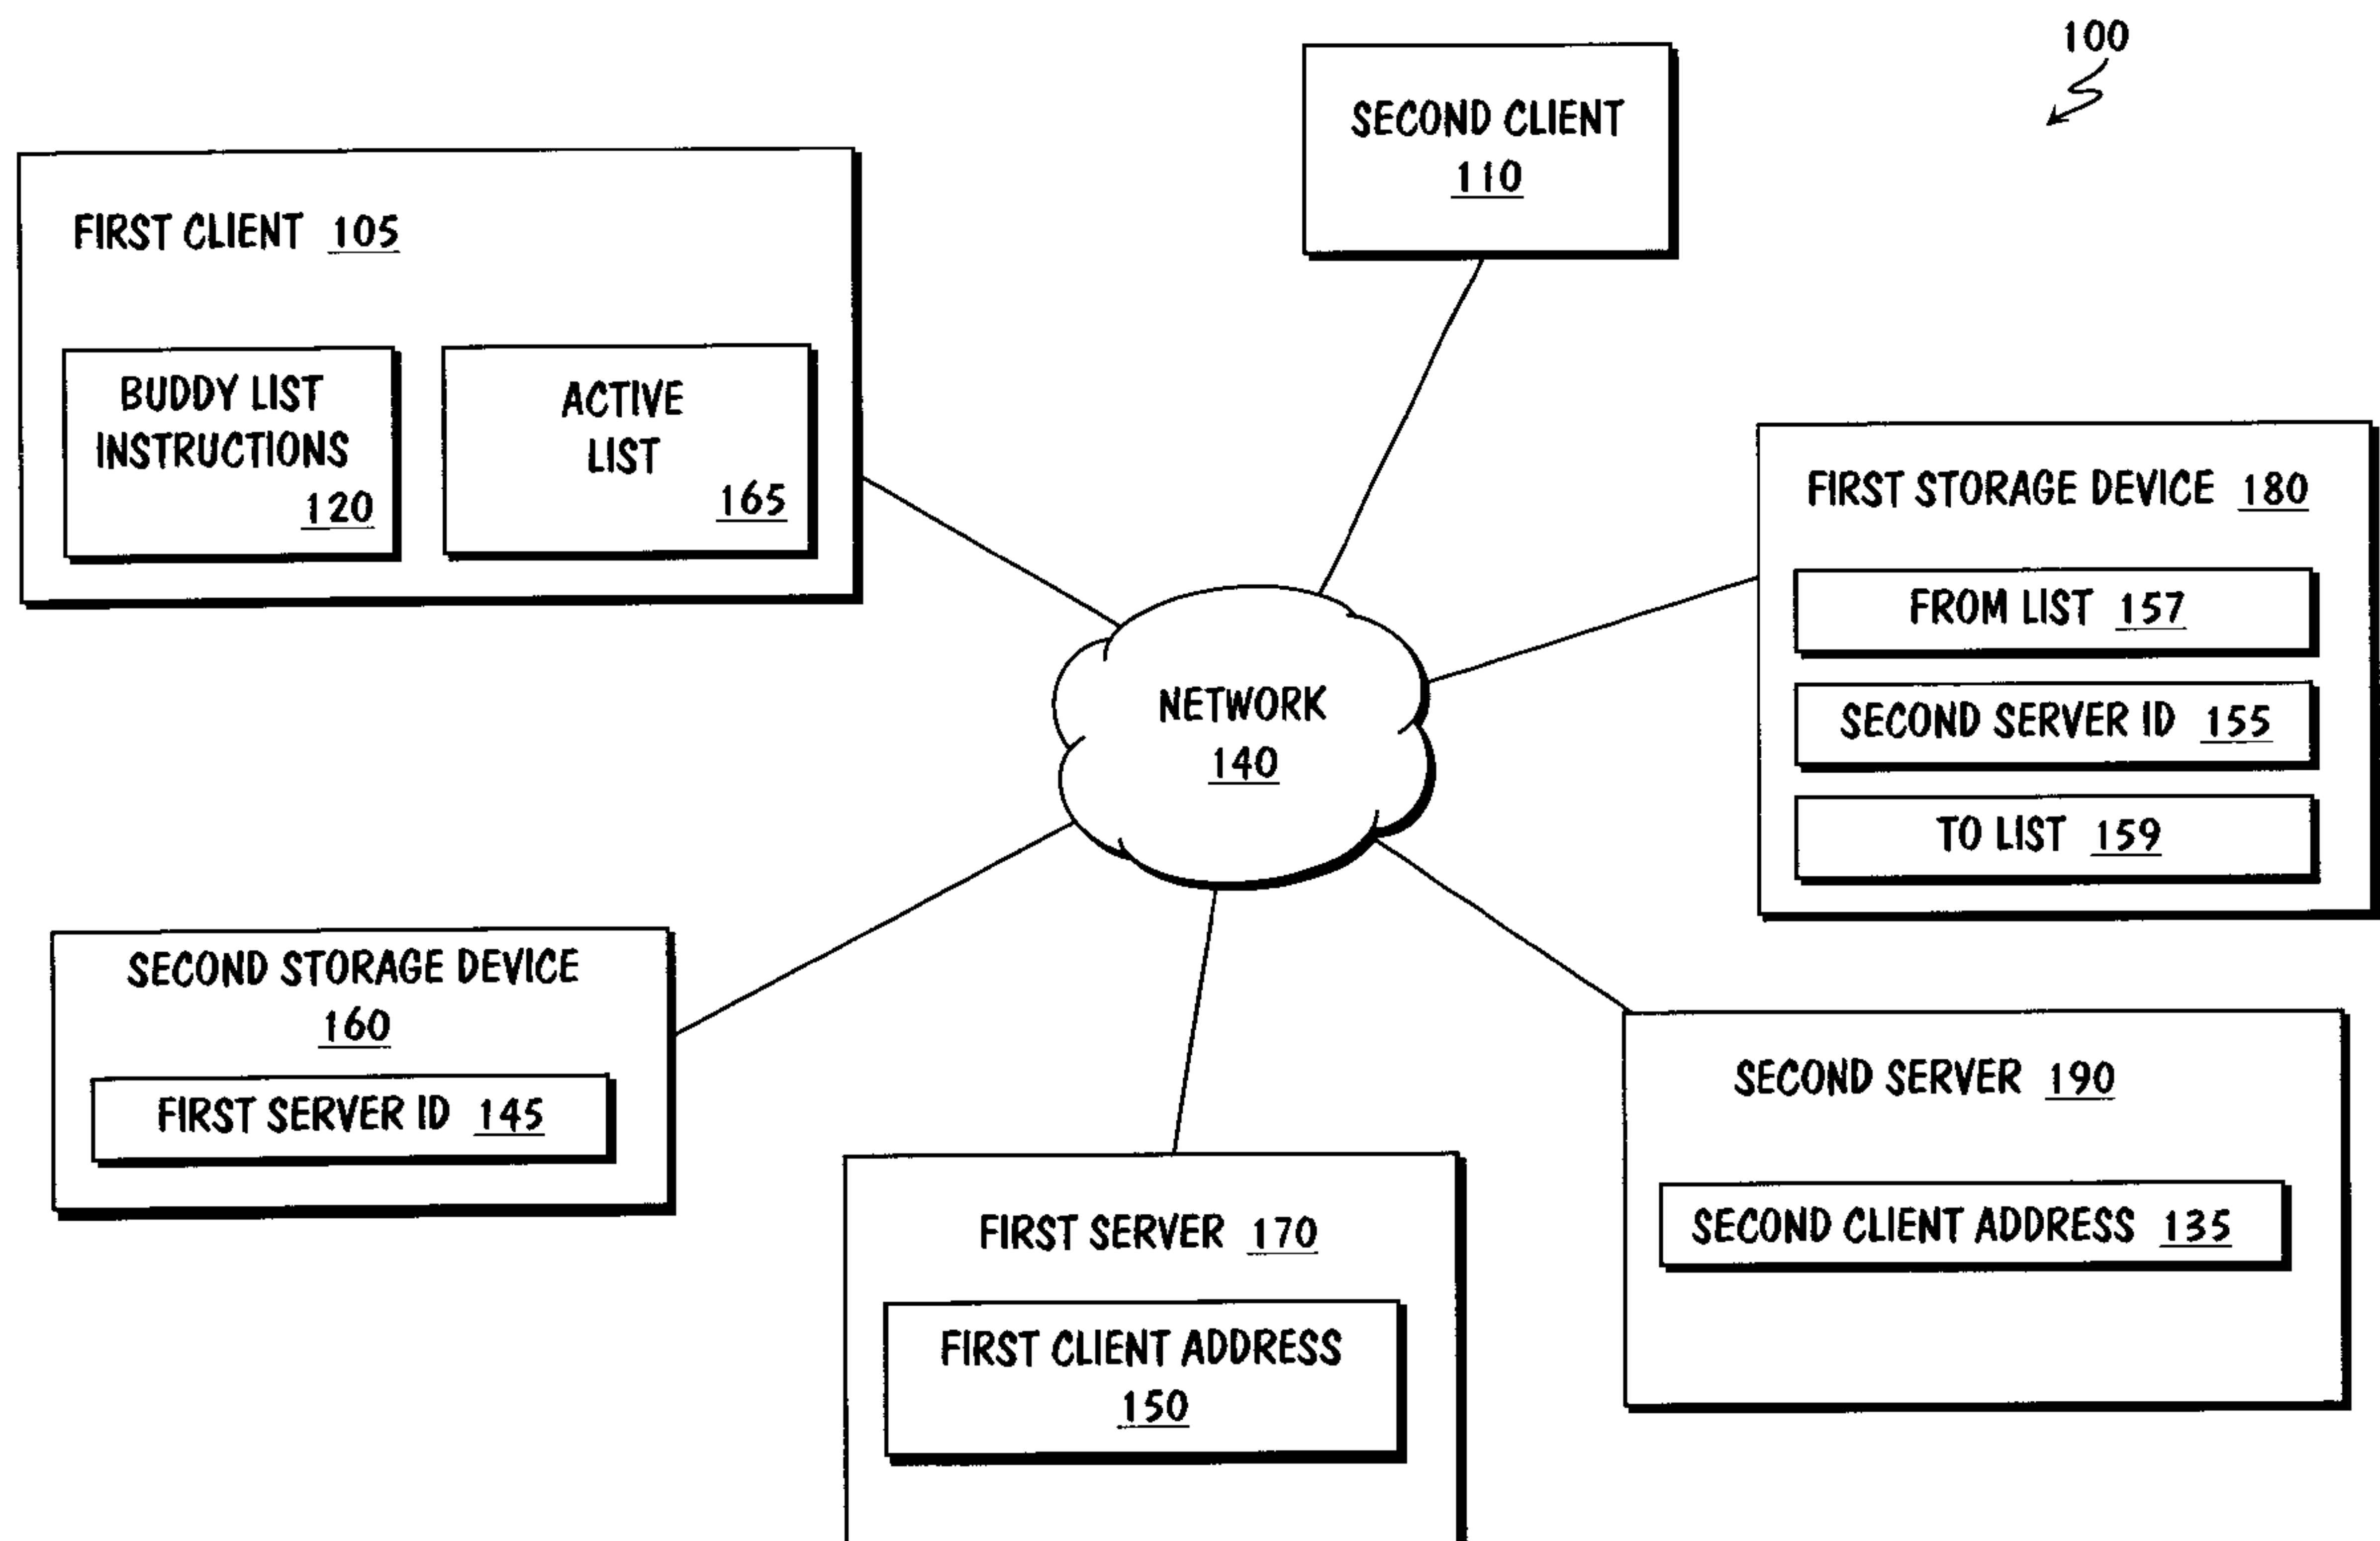 100
SECOND CLIENT
110
FIRST CLIENT 105
BUDDY LIST
INSTRUCTIONS
120
ACTIVE
LIST
165
FIRST STORAGE DEVICE 180
FROM LIST 157
SECOND SERVER ID 155
TO LIST 159
NETWORK
140
SECOND STORAGE DEVICE
160
FIRST SERVER ID 145
SECOND SERVER 190
SECOND CLIENT ADDRESS 135
FIRST SERVER 170
FIRST CLIENT ADDRESS
150